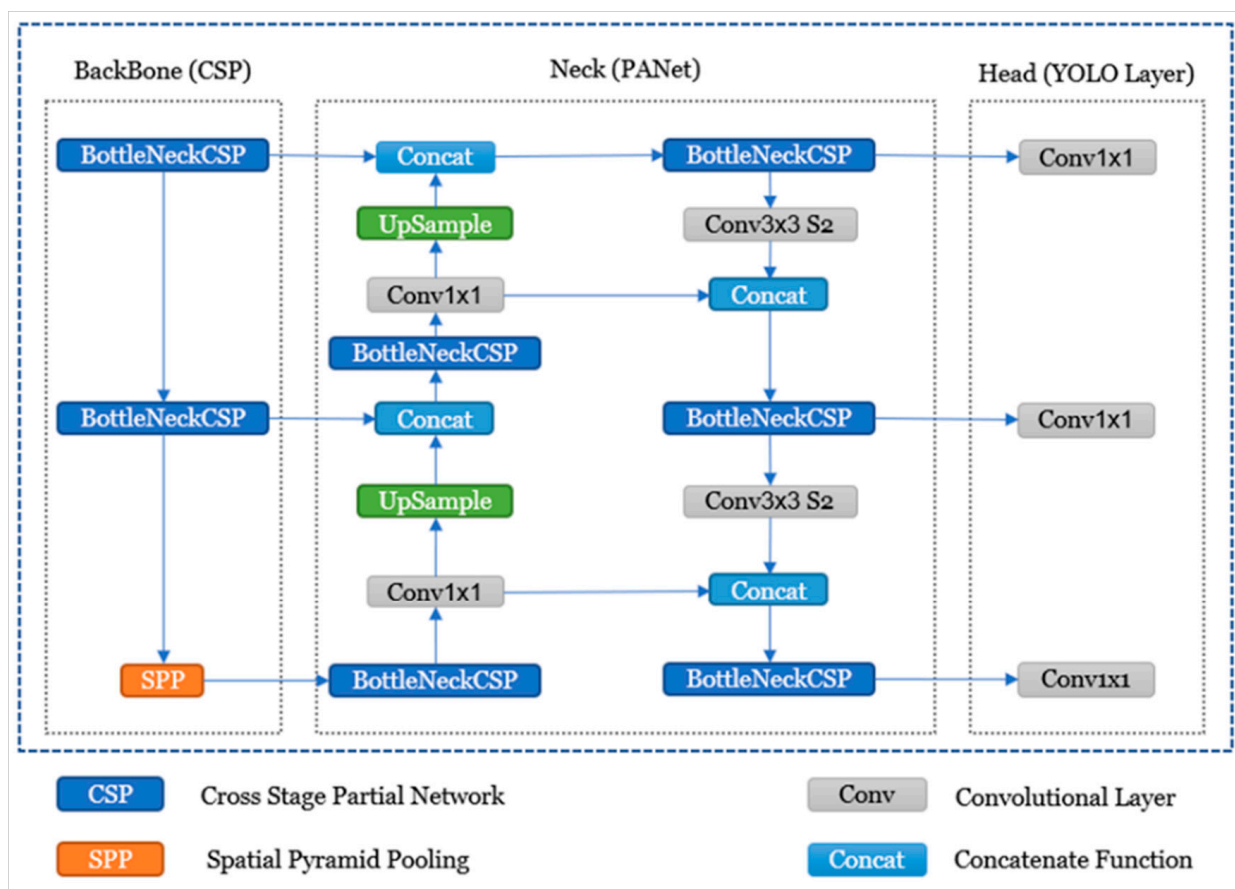 BackBone (CSP)
Neck (PANet)
Head (YOLO Layer)
BottleNeckCSP
Concat
BottleNeckCSP
Conv1x1
UpSample
Conv3x3 S2
Conv1x1
Concat
BottleNeckCSP
BottleNeckCSP
Concat
BottleNeckCSP
Conv1x1
UpSample
Conv3x3 S2
Conv1x1
Concat
SPP
BottleNeckCSP
BottleNeckCSP
Conv1x1
CSP
Cross Stage Partial Network
Conv
Convolutional Layer
SPP
Spatial Pyramid Pooling
Concat
Concatenate Function